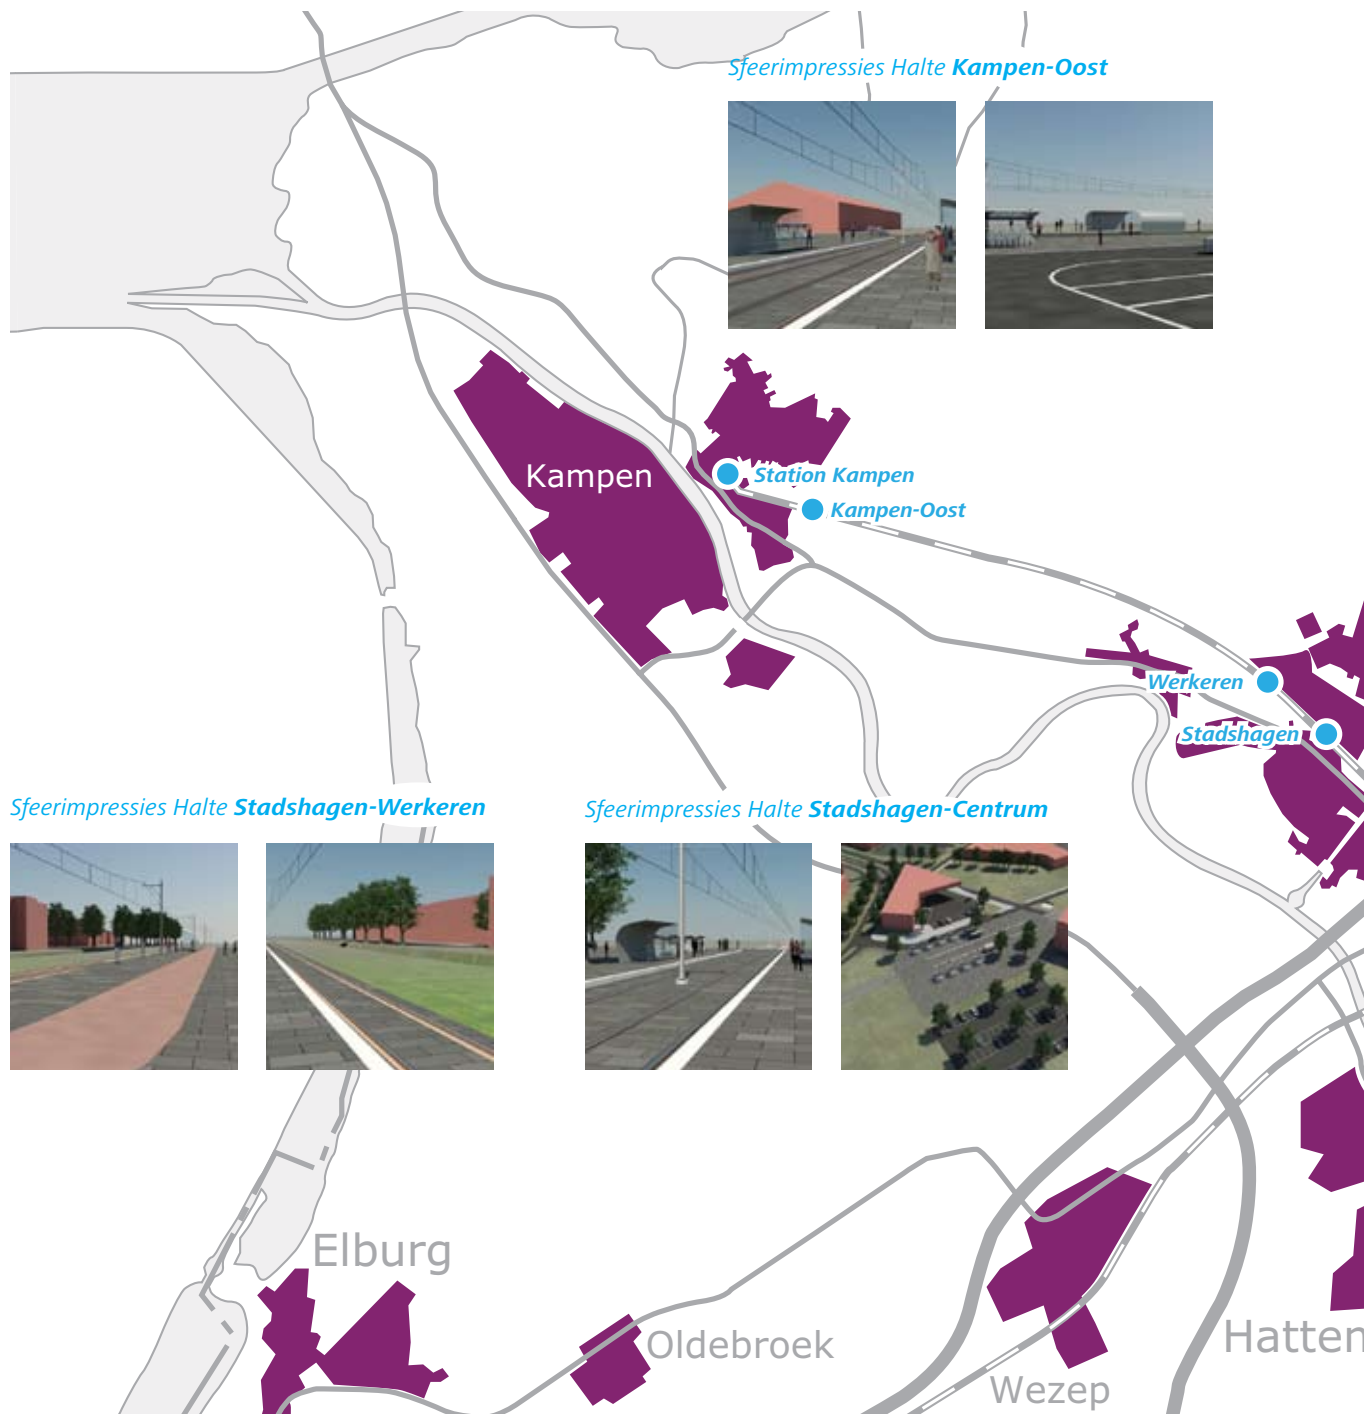 Sfeerimpressies Halte Kampen-Oost
Kampen
Station Kampen
Kampen-Oost
Werkeren
Stadshagen
Sfeerimpressies Halte Stadshagen-Werkeren
Sfeerimpressies Halte Stadshagen-Centrum
Elburg
Oldebroek
Hattem
Wezep